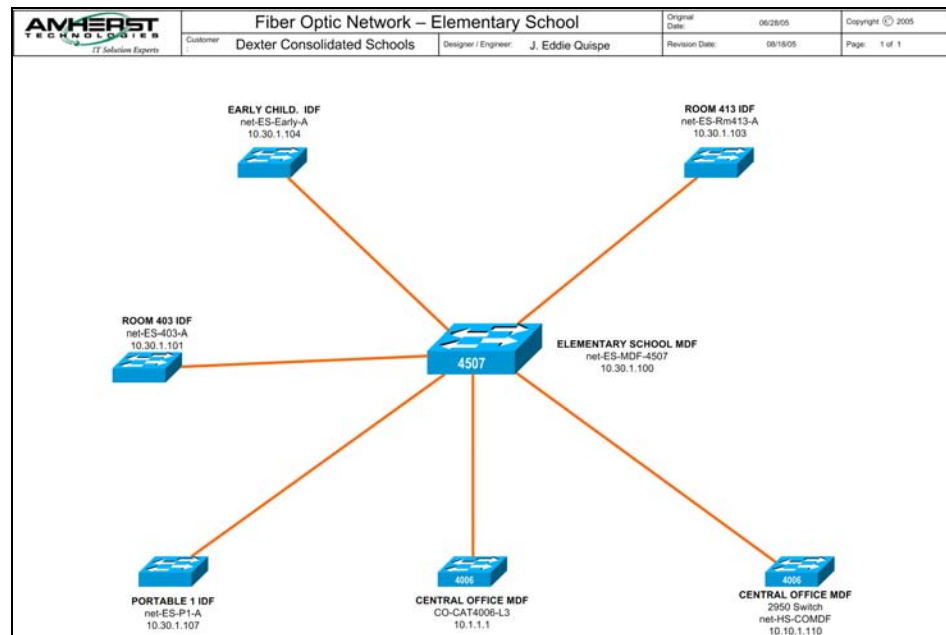 AMHERST
TECHNOLOGIES
IT Solution Experts
Fiber Optic Network – Elementary School
Customer
:
Dexter Consolidated Schools
Designer / Engineer: J. Eddie Quispe
Original
Date: 06/28/05
Revision Date: 08/18/05
Copyright © 2005
Page: 1 of 1
EARLY CHILD. IDF
net-ES-Early-A
10.30.1.104
ROOM 413 IDF
net-ES-Rm413-A
10.30.1.103
ROOM 403 IDF
net-ES-403-A
10.30.1.101
4507
ELEMENTARY SCHOOL MDF
net-ES-MDF-4507
10.30.1.100
PORTABLE 1 IDF
net-ES-P1-A
10.30.1.107
4006
CENTRAL OFFICE MDF
CO-CAT4006-L3
10.1.1.1
4006
CENTRAL OFFICE MDF
2950 Switch
net-HS-COMDF
10.10.1.110